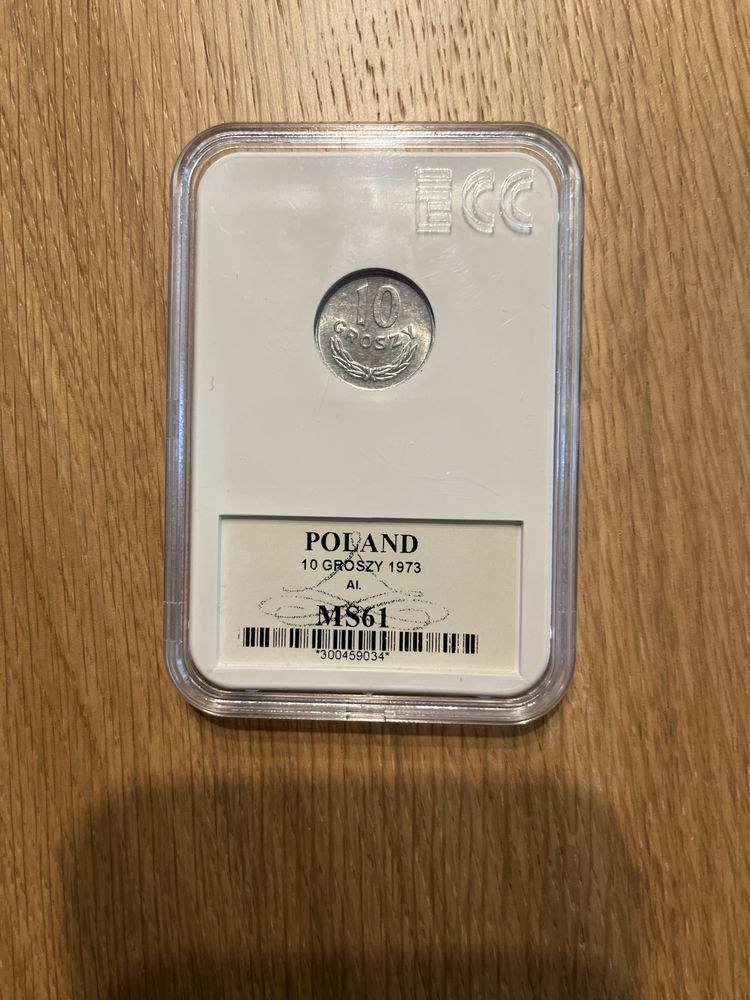 ECC
10
GROSZY
POLAND
10 GROSZY 1973
Al.
MS61
*300459034*